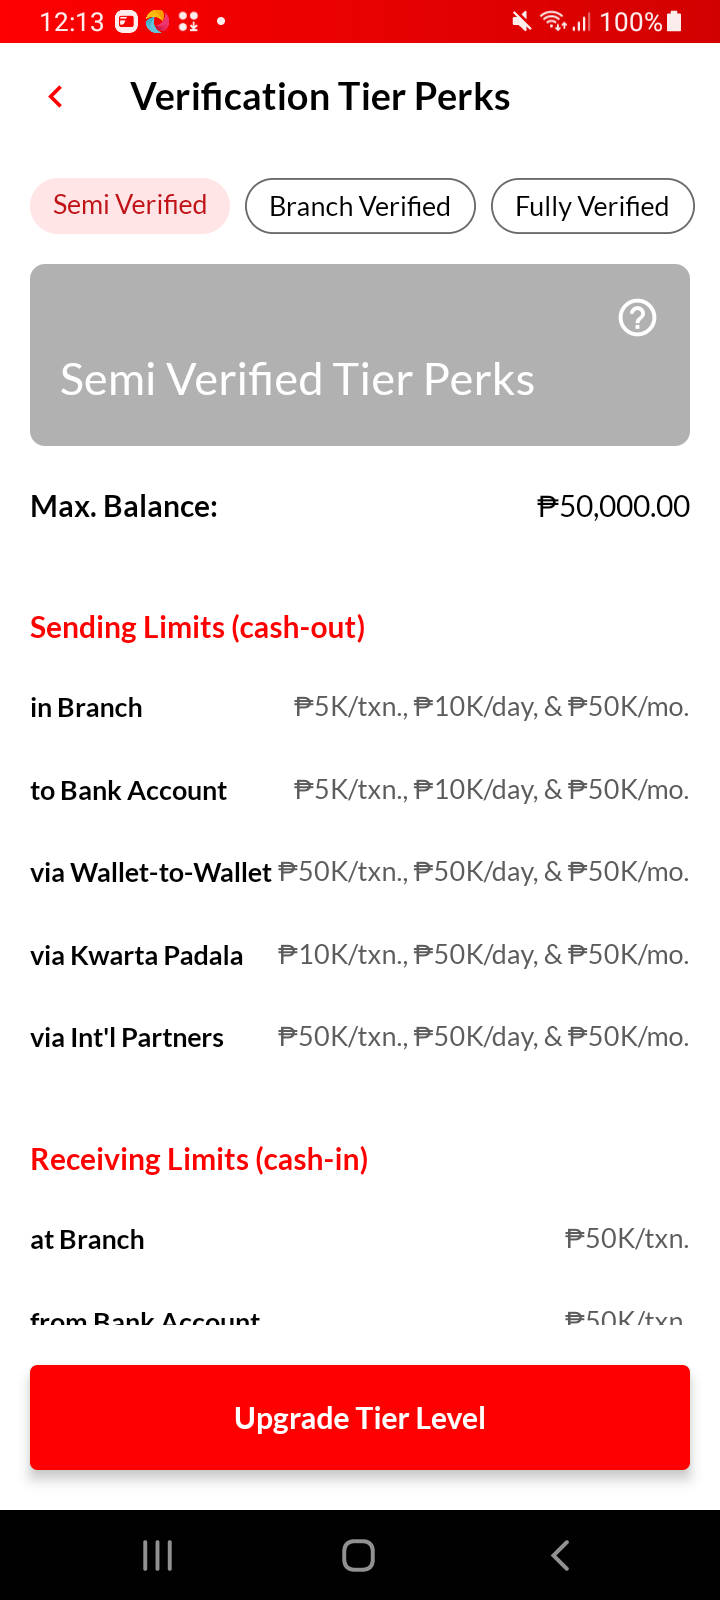 12:13 100%
Verification Tier Perks
Semi Verified Branch Verified Fully Verified
Semi Verified Tier Perks
Max. Balance: ₱50,000.00
Sending Limits (cash-out)
in Branch ₱5K/txn., ₱10K/day, & ₱50K/mo.
to Bank Account ₱5K/txn., ₱10K/day, & ₱50K/mo.
via Wallet-to-Wallet ₱50K/txn., ₱50K/day, & ₱50K/mo.
via Kwarta Padala ₱10K/txn., ₱50K/day, & ₱50K/mo.
via Int'l Partners ₱50K/txn., ₱50K/day, & ₱50K/mo.
Receiving Limits (cash-in)
at Branch ₱50K/txn.
from Bank Account ₱50K/txn.
Upgrade Tier Level